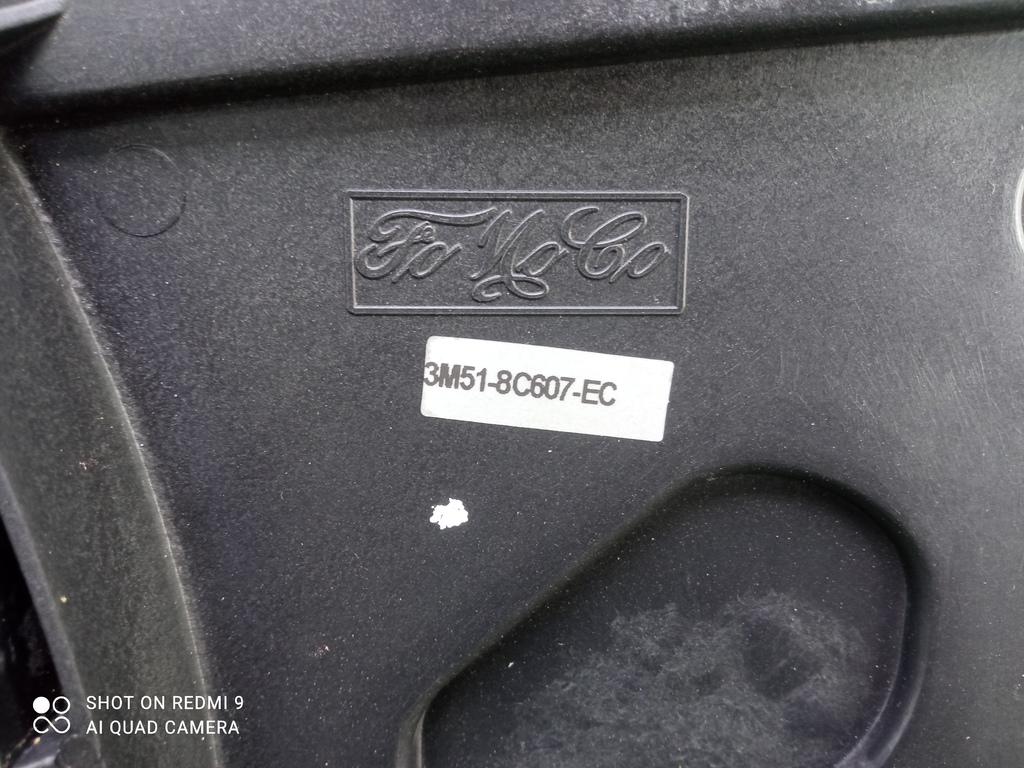 FoMoCo
3M51-8C607-EC
SHOT ON REDMI 9
AI QUAD CAMERA